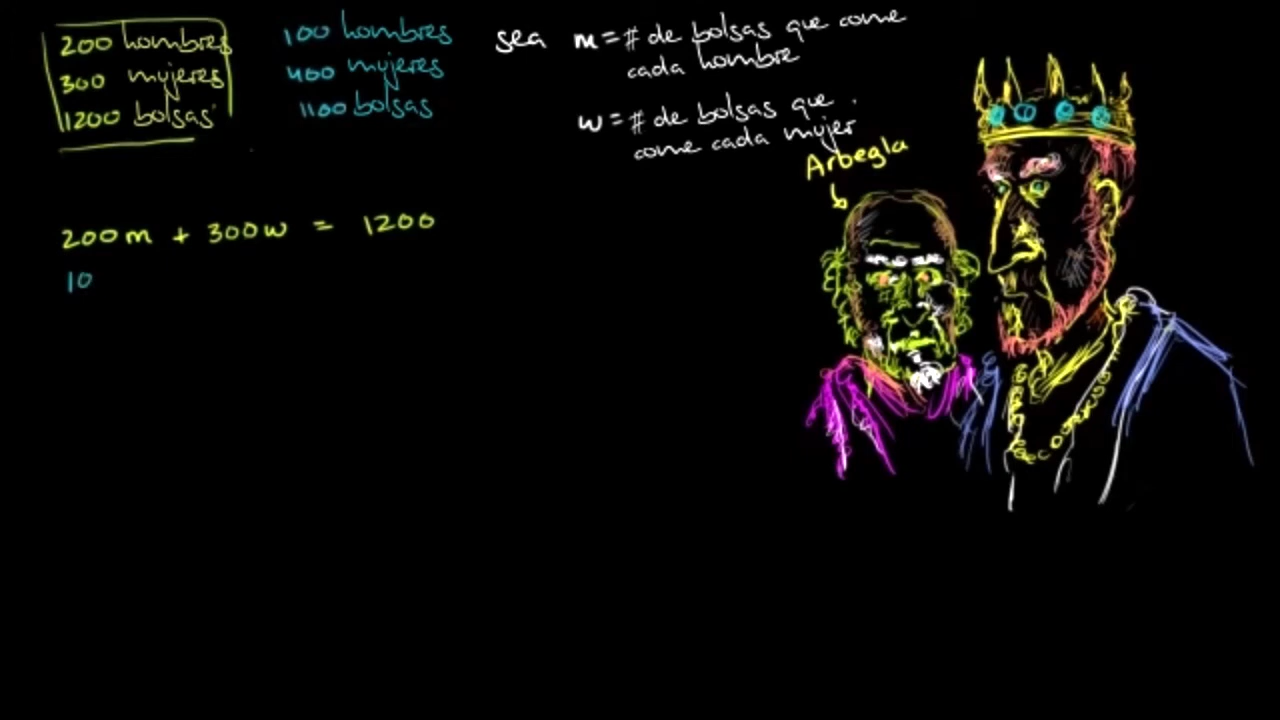 200 hombres
300 mujeres
1200 bolsas
100 hombres
400 mujeres
1100 bolsas
sea m = # de bolsas que come
cada hombre
w = # de bolsas que
come cada mujer
Arbegla
200m + 300w = 1200
10